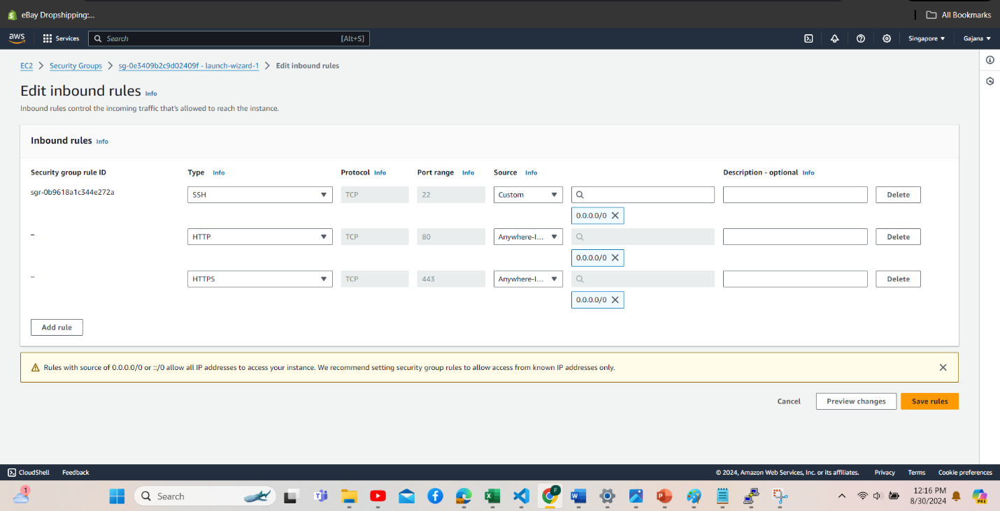 eBay Dropshipping:...
All Bookmarks
aws
Services
Search
[Alt+S]
Singapore
Gajana
EC2 > Security Groups > sg-0e3409b2c9d02409f - launch-wizard-1 > Edit inbound rules
Edit inbound rules Info
Inbound rules control the incoming traffic that's allowed to reach the instance.
Inbound rules Info
Security group rule ID Type Info Protocol Info Port range Info Source Info Description - optional Info
sgr-0b9618a1c344e272a SSH TCP 22 Custom Delete
0.0.0.0/0
– HTTP TCP 80 Anywhere-I... Delete
0.0.0.0/0
– HTTPS TCP 443 Anywhere-I... Delete
0.0.0.0/0
Add rule
Rules with source of 0.0.0.0/0 or ::/0 allow all IP addresses to access your instance. We recommend setting security group rules to allow access from known IP addresses only.
Cancel Preview changes Save rules
CloudShell Feedback © 2024, Amazon Web Services, Inc. or its affiliates. Privacy Terms Cookie preferences
1 Search 12:16 PM
8/30/2024
PRE